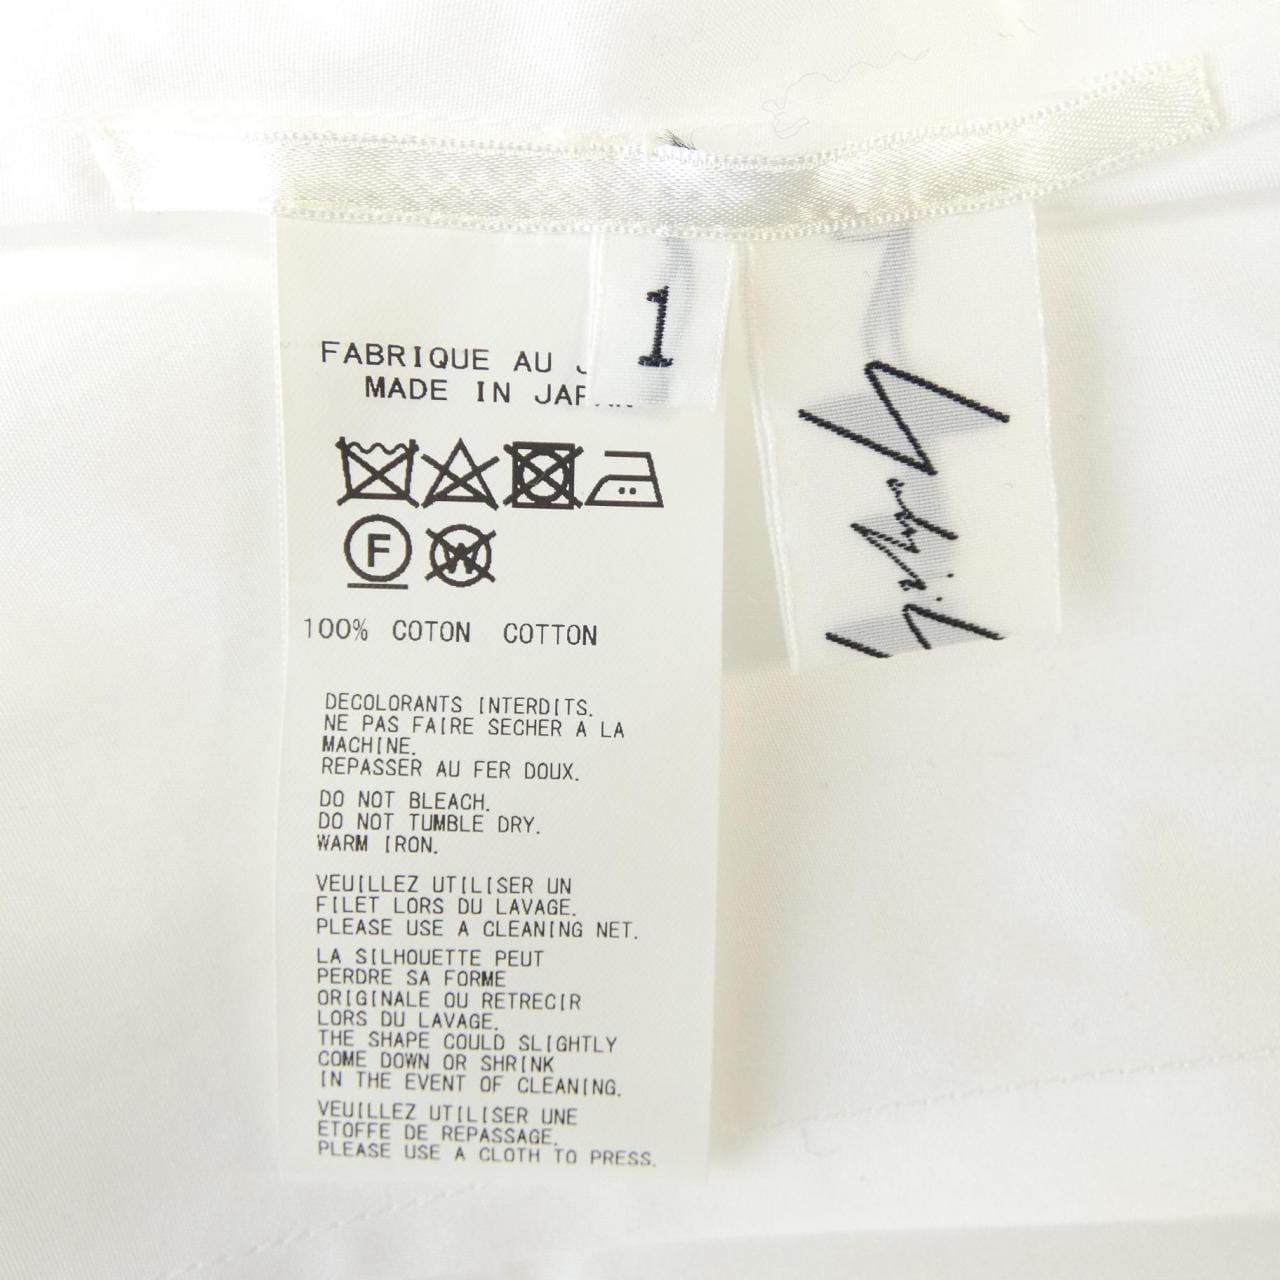 1
FABRIQUE AU
MADE IN JAPAN
F
W
100% COTON COTTON
DECOLORANTS INTERDITS.
NE PAS FAIRE SECHER A LA
MACHINE.
REPASSER AU FER DOUX.
DO NOT BLEACH.
DO NOT TUMBLE DRY.
WARM IRON.
VEUILLEZ UTILISER UN
FILET LORS DU LAVAGE.
PLEASE USE A CLEANING NET.
LA SILHOUETTE PEUT
PERDRE SA FORME
ORIGINALE OU RETRECIR
LORS DU LAVAGE.
THE SHAPE COULD SLIGHTLY
COME DOWN OR SHRINK
IN THE EVENT OF CLEANING.
VEUILLEZ UTILISER UNE
ETOFFE DE REPASSAGE.
PLEASE USE A CLOTH TO PRESS.